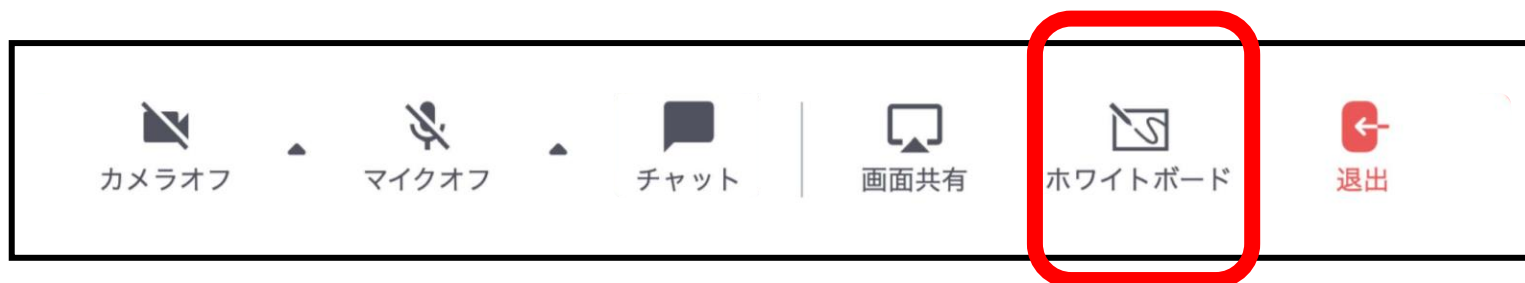 カメラオフ
マイクオフ
チャット
画面共有
ホワイトボード
退出